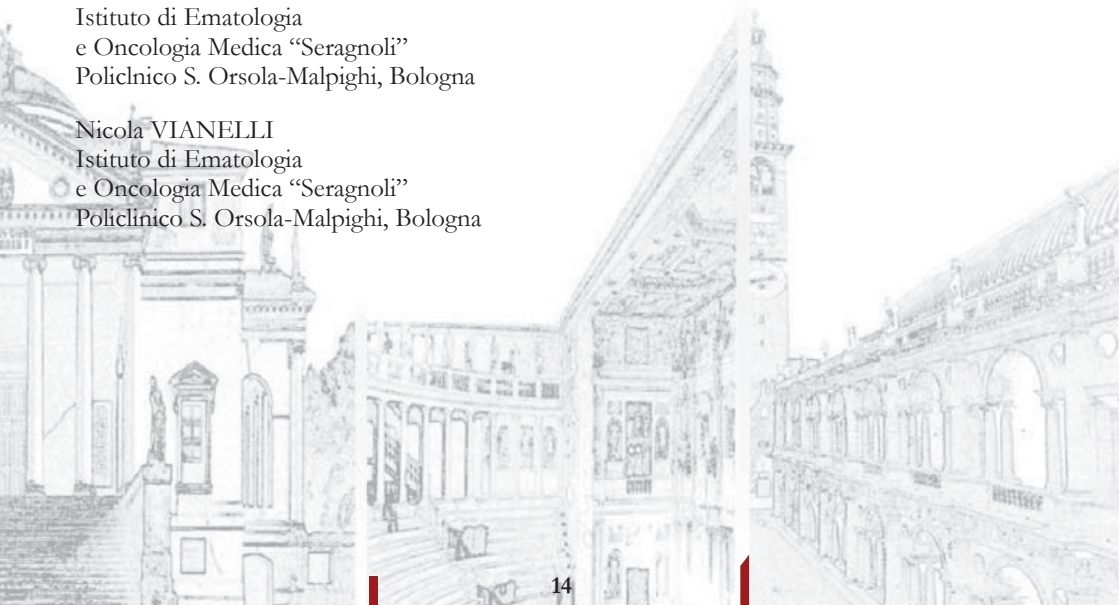 Istituto di Ematologia
e Oncologia Medica “Seragnoli”
Policlnico S. Orsola-Malpighi, Bologna
Nicola VIANELLI
Istituto di Ematologia
e Oncologia Medica “Seragnoli”
Policlinico S. Orsola-Malpighi, Bologna
14